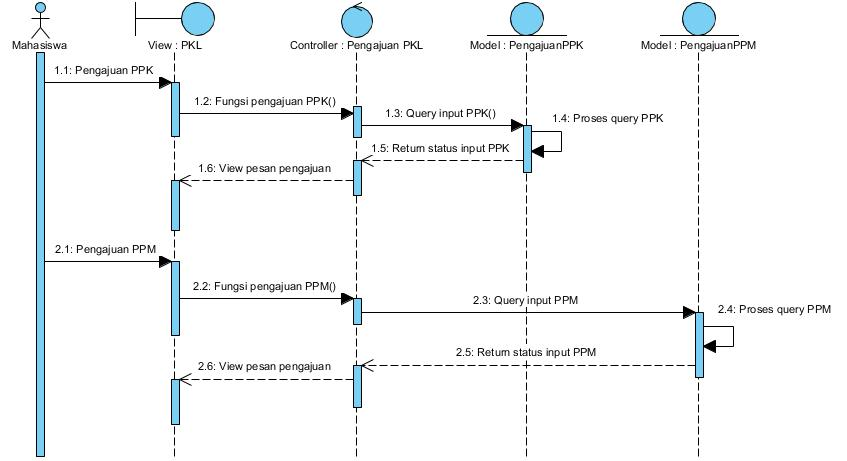 Mahasiswa
View : PKL
Controller : Pengajuan PKL
Model : PengajuanPPK
Model : PengajuanPPM
1.1: Pengajuan PPK
1.2: Fungsi pengajuan PPK()
1.3: Query input PPK()
1.4: Proses query PPK
1.5: Return status input PPK
1.6: View pesan pengajuan
2.1: Pengajuan PPM
2.2: Fungsi pengajuan PPM()
2.3: Query input PPM
2.4: Proses query PPM
2.5: Return status input PPM
2.6: View pesan pengajuan